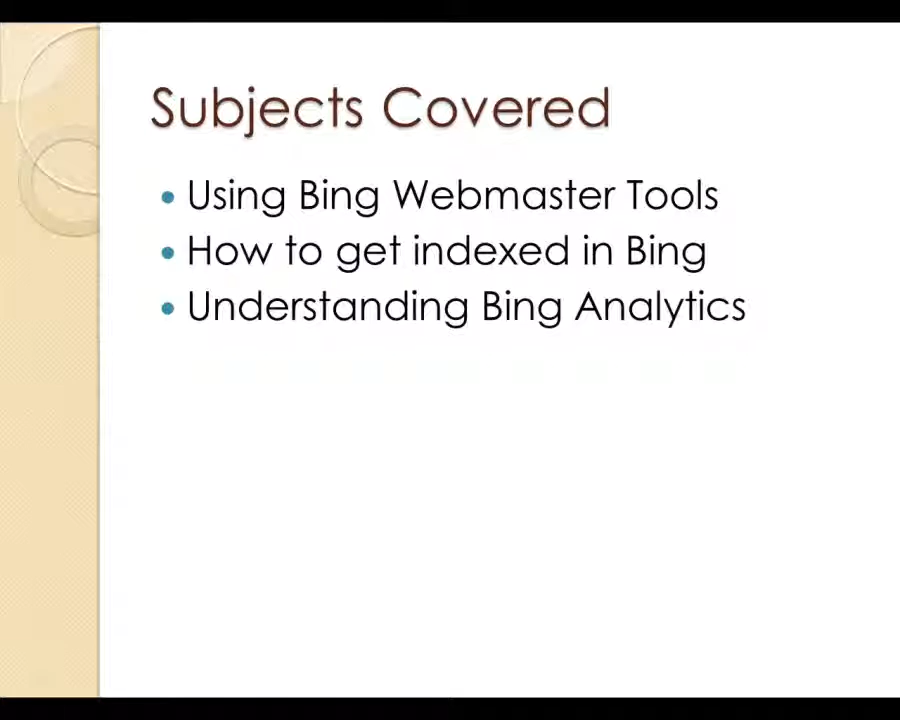 Subjects Covered
• Using Bing Webmaster Tools
• How to get indexed in Bing
• Understanding Bing Analytics